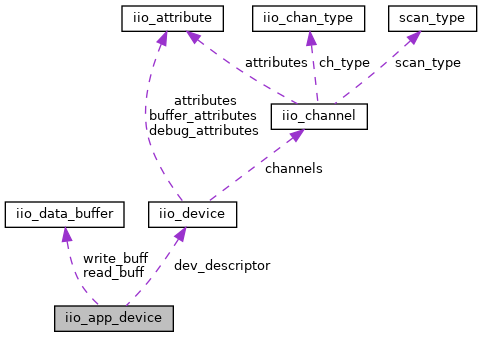 iio_attribute
iio_chan_type
scan_type
attributes
ch_type
scan_type
iio_channel
attributes
buffer_attributes
debug_attributes
channels
iio_data_buffer
iio_device
write_buff
read_buff
dev_descriptor
iio_app_device